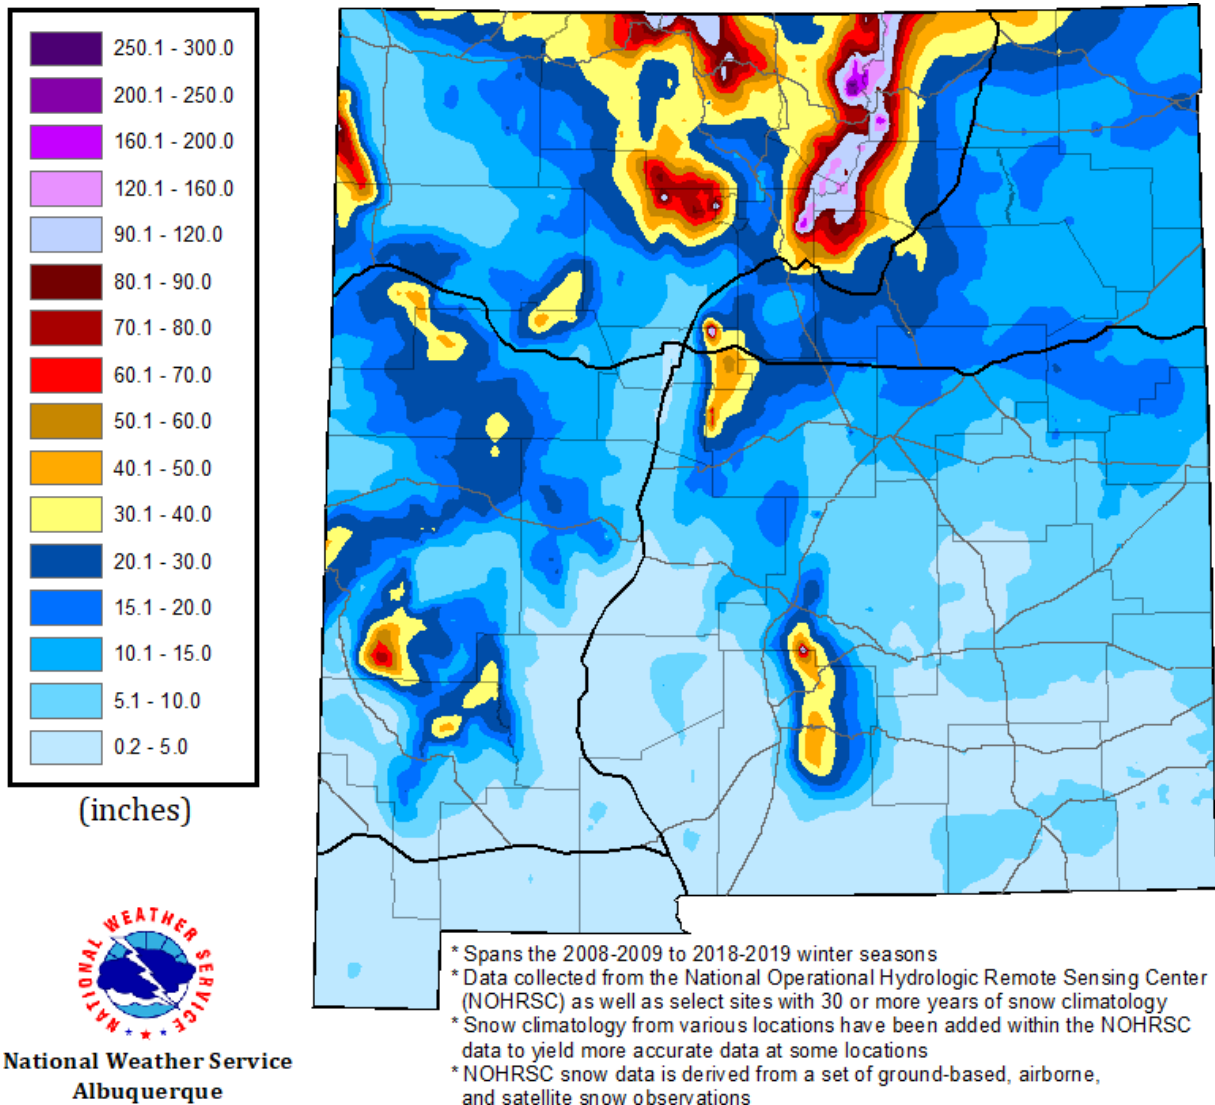 250.1 - 300.0
200.1 - 250.0
160.1 - 200.0
120.1 - 160.0
90.1 - 120.0
80.1 - 90.0
70.1 - 80.0
60.1 - 70.0
50.1 - 60.0
40.1 - 50.0
30.1 - 40.0
20.1 - 30.0
15.1 - 20.0
10.1 - 15.0
5.1 - 10.0
0.2 - 5.0
(inches)
NATIONAL WEATHER SERVICE
National Weather Service
Albuquerque
* Spans the 2008-2009 to 2018-2019 winter seasons
* Data collected from the National Operational Hydrologic Remote Sensing Center
(NOHRSC) as well as select sites with 30 or more years of snow climatology
* Snow climatology from various locations have been added within the NOHRSC
data to yield more accurate data at some locations
* NOHRSC snow data is derived from a set of ground-based, airborne,
and satellite snow observations